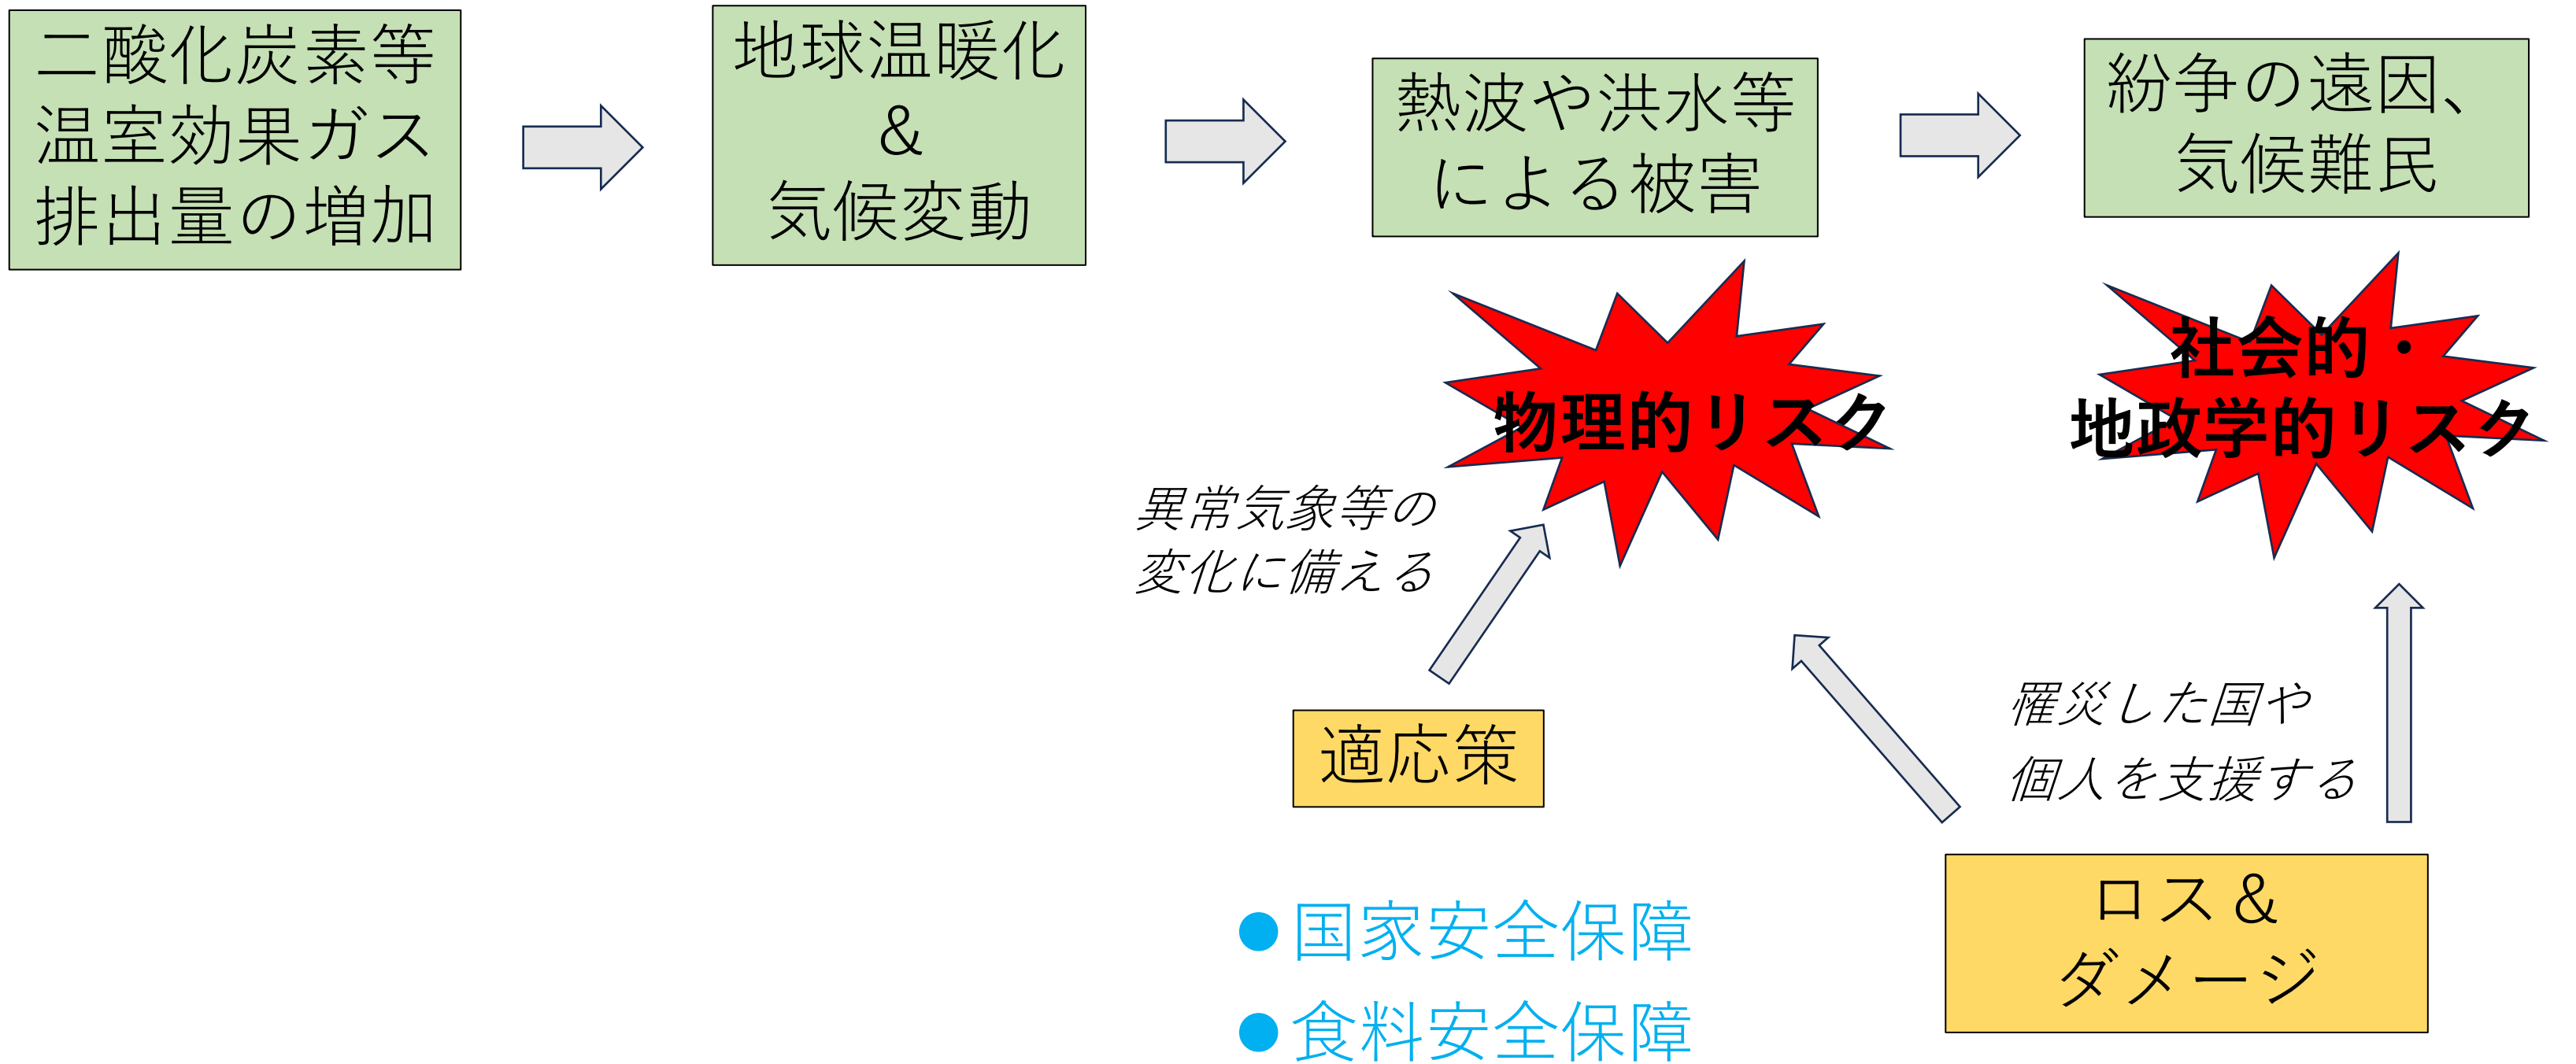 二酸化炭素等
温室効果ガス
排出量の増加
地球温暖化
&
気候変動
熱波や洪水等
による被害
紛争の遠因、
気候難民
物理的リスク
社会的・
地政学的リスク
異常気象等の
変化に備える
適応策
罹災した国や
個人を支援する
ロス&
ダメージ
●国家安全保障
●食料安全保障